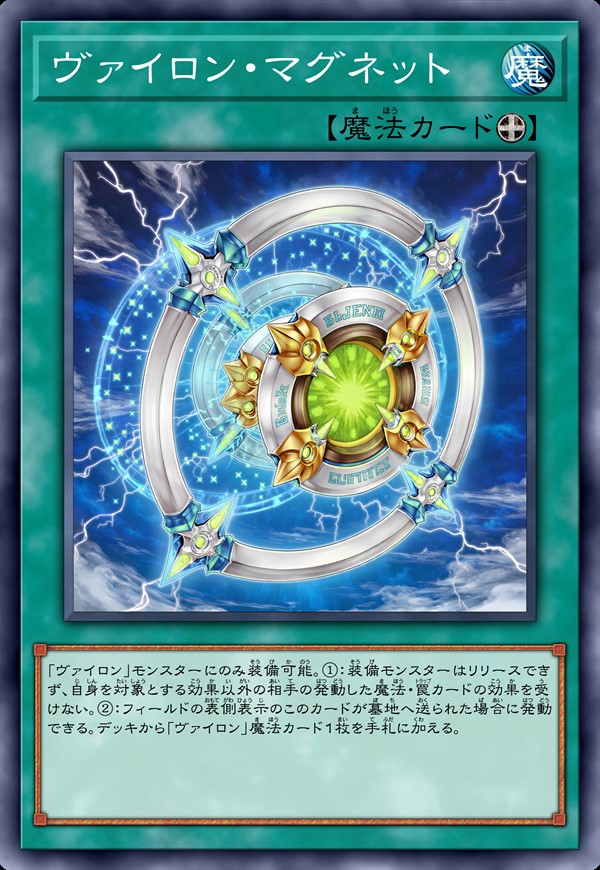 ヴァイロン・マグネット
魔
【魔法カード】
「ヴァイロン」モンスターにのみ装備可能。①：装備モンスターはリリースでき
ず、自身を対象とする効果以外の相手の発動した魔法・罠カードの効果を受
けない。②：フィールドの表側表示のこのカードが墓地へ送られた場合に発動
できる。デッキから「ヴァイロン」魔法カード１枚を手札に加える。